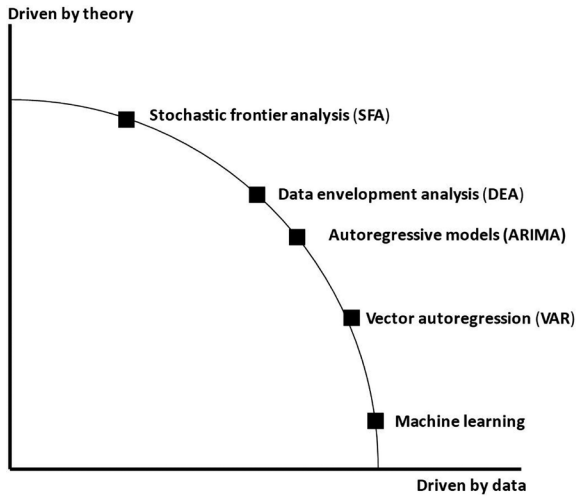 Driven by theory
Stochastic frontier analysis (SFA)
Data envelopment analysis (DEA)
Autoregressive models (ARIMA)
Vector autoregression (VAR)
Machine learning
Driven by data